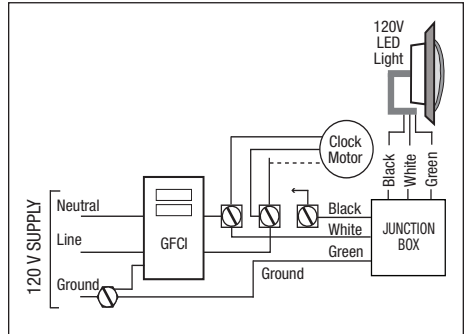 120V
LED
Light
Clock
Motor
Black
White
Green
120 V SUPPLY
Neutral
Line
Ground
GFCI
Black
White
Green
Ground
JUNCTION
BOX